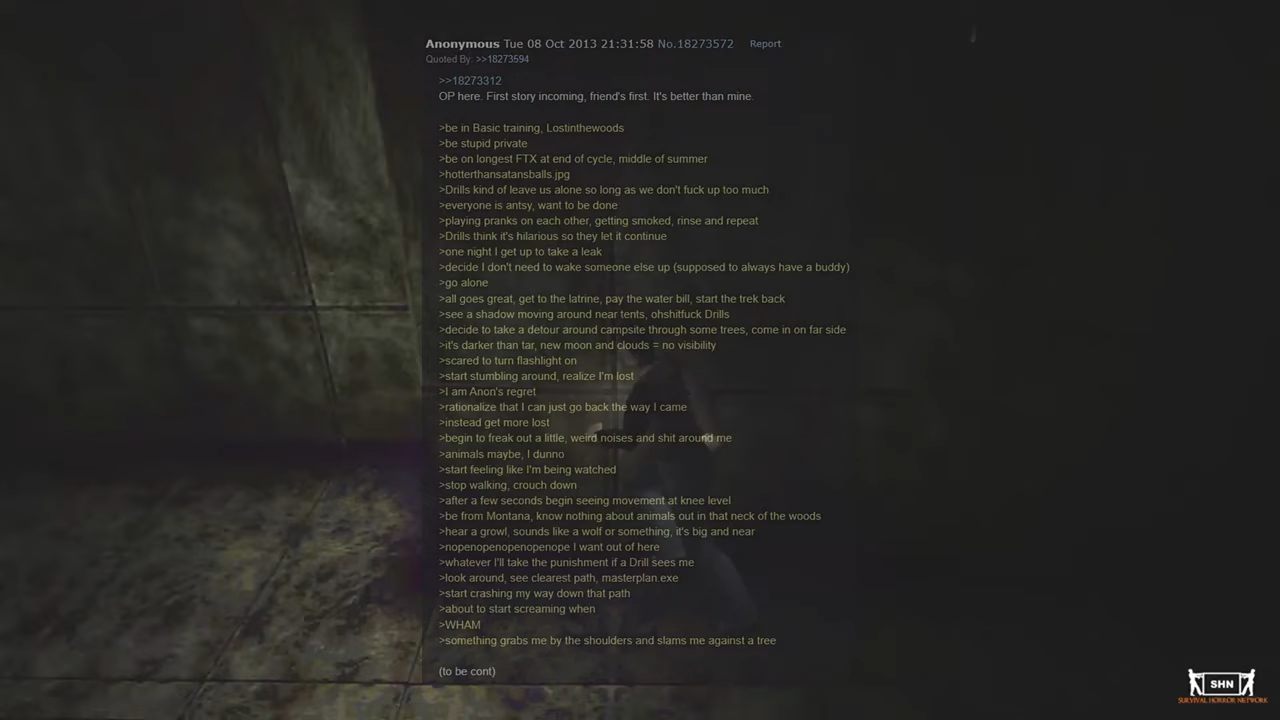 Anonymous Tue 08 Oct 2013 21:31:58 No.18273572 Report
Quoted By: >>18273594
>>18273312
OP here. First story incoming, friend's first. It's better than mine.
>be in Basic training, Lostinthewoods
>be stupid private
>be on longest FTX at end of cycle, middle of summer
>hotterthansatansballs.jpg
>Drills kind of leave us alone so long as we don't fuck up too much
>everyone is antsy, want to be done
>playing pranks on each other, getting smoked, rinse and repeat
>Drills think it's hilarious so they let it continue
>one night I get up to take a leak
>decide I don't need to wake someone else up (supposed to always have a buddy)
>go alone
>all goes great, get to the latrine, pay the water bill, start the trek back
>see a shadow moving around near tents, ohshitfuck Drills
>decide to take a detour around campsite through some trees, come in on far side
>it's darker than tar, new moon and clouds = no visibility
>scared to turn flashlight on
>start stumbling around, realize I'm lost
>I am Anon's regret
>rationalize that I can just go back the way I came
>instead get more lost
>begin to freak out a little, weird noises and shit around me
>animals maybe, I dunno
>start feeling like I'm being watched
>stop walking, crouch down
>after a few seconds begin seeing movement at knee level
>be from Montana, know nothing about animals out in that neck of the woods
>hear a growl, sounds like a wolf or something, it's big and near
>nopenopenopenopenope I want out of here
>whatever I'll take the punishment if a Drill sees me
>look around, see clearest path, masterplan.exe
>start crashing my way down that path
>about to start screaming when
>WHAM
>something grabs me by the shoulders and slams me against a tree
(to be cont)
SHN
SURVIVAL HORROR NETWORK